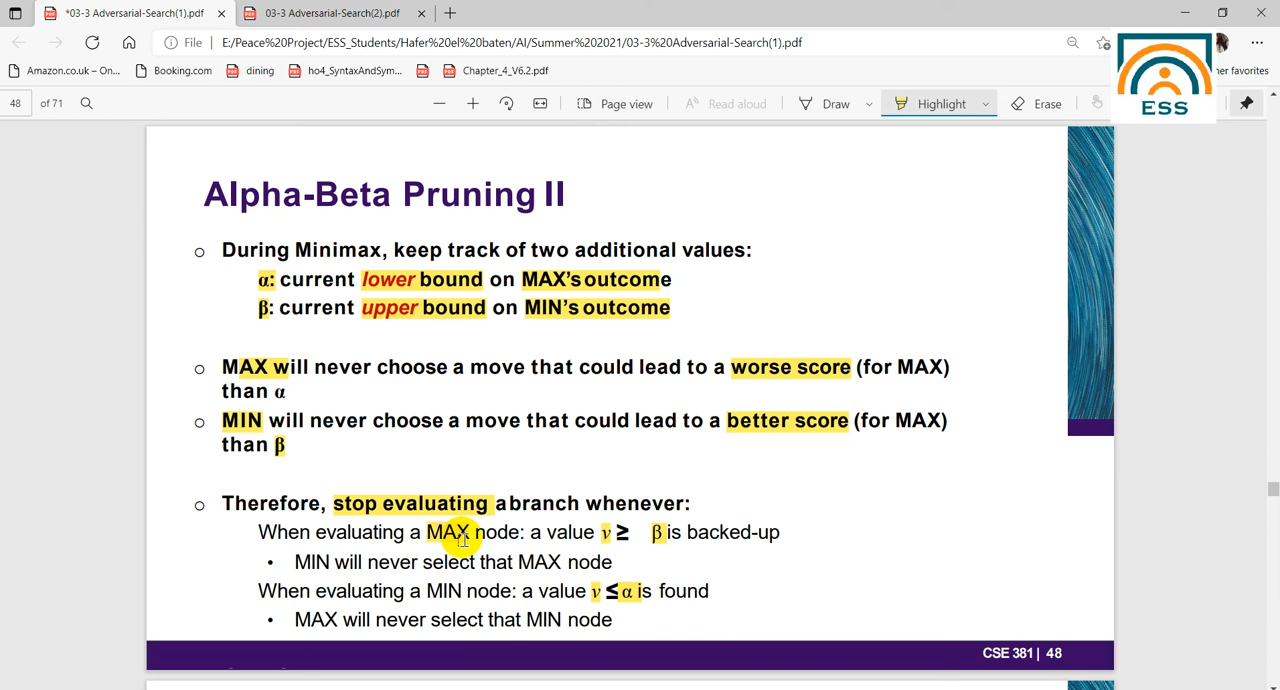 *03-3 Adversarial-Search(1).pdf
03-3 Adversarial-Search(2).pdf
File
E:/Peace%20Project/ESS_Students/Hafer%20el%20baten/AI/Summer%202021/03-3%20Adversarial-Search(1).pdf
Amazon.co.uk – On...
Booking.com
dining
ho4_SyntaxAndSym...
Chapter_4_V6.2.pdf
her favorites
ESS
48 of 71
Page view
Read aloud
Draw
Highlight
Erase
Alpha-Beta Pruning II
During Minimax, keep track of two additional values:
α: current lower bound on MAX's outcome
β: current upper bound on MIN's outcome
MAX will never choose a move that could lead to a worse score (for MAX)
than α
MIN will never choose a move that could lead to a better score (for MAX)
than β
Therefore, stop evaluating a branch whenever:
When evaluating a MAX node: a value v ≥ β is backed-up
• MIN will never select that MAX node
When evaluating a MIN node: a value v ≤ α is found
• MAX will never select that MIN node
CSE 381 | 48